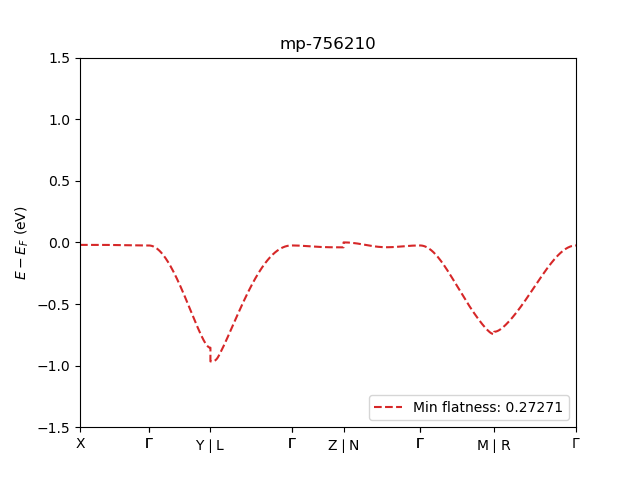 mp-756210
E − E_F (eV)
1.5
1.0
0.5
0.0
−0.5
−1.0
−1.5
Min flatness: 0.27271
X Γ Y | L Γ Z | N Γ M | R Γ